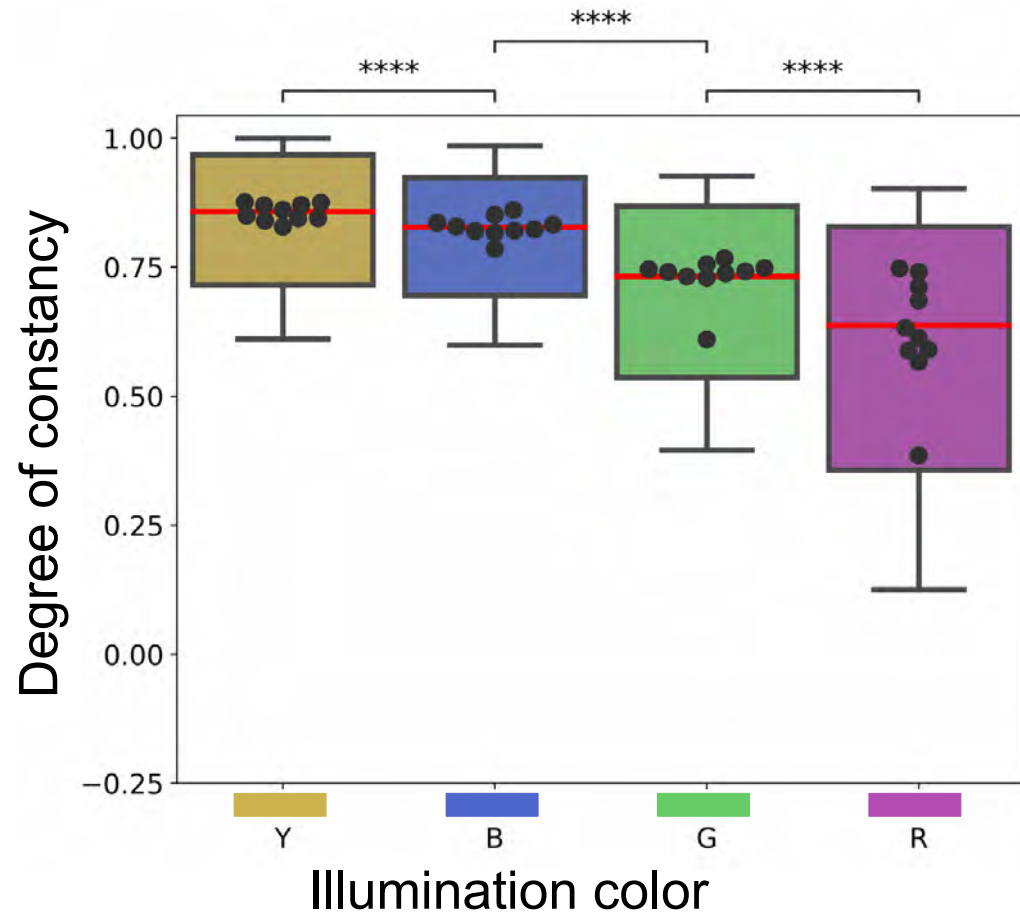 ****
****
****
1.00
0.75
0.50
0.25
0.00
−0.25
Degree of constancy
Y
B
G
R
Illumination color